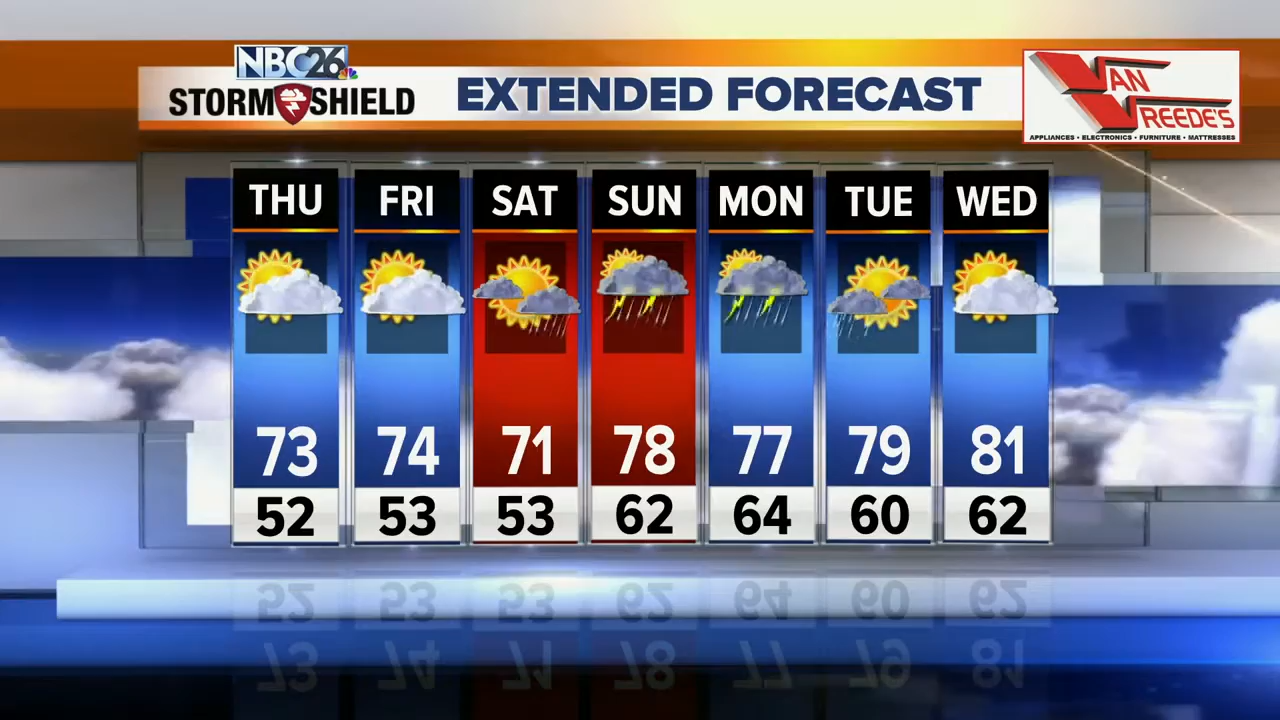 NBC26
STORM SHIELD
EXTENDED FORECAST
VAN
VREEDE'S
APPLIANCES • ELECTRONICS • FURNITURE • MATTRESSES
THU FRI SAT SUN MON TUE WED
73 74 71 78 77 79 81
52 53 53 62 64 60 62